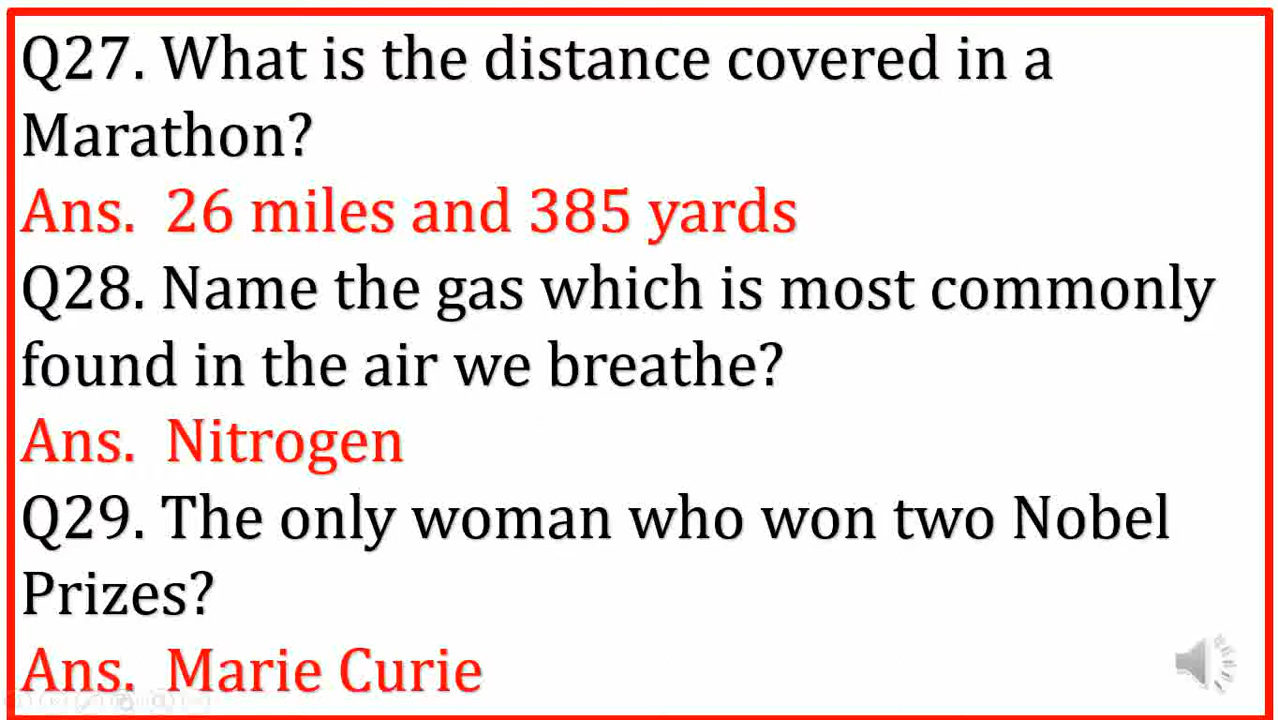 Q27. What is the distance covered in a
Marathon?
Ans. 26 miles and 385 yards
Q28. Name the gas which is most commonly
found in the air we breathe?
Ans. Nitrogen
Q29. The only woman who won two Nobel
Prizes?
Ans. Marie Curie